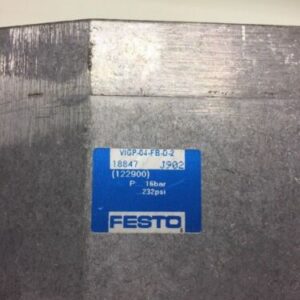 VIGP-04-FB-D-2
18847 J902
(122900)
P: ...16bar
...232psi
FESTO